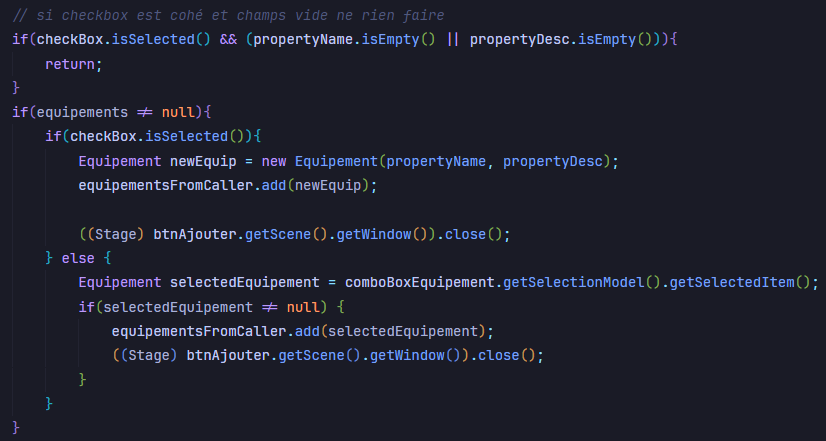 // si checkbox est cohé et champs vide ne rien faire
if(checkBox.isSelected() && (propertyName.isEmpty() || propertyDesc.isEmpty())){
    return;
}
if(equipements != null){
    if(checkBox.isSelected()){
        Equipement newEquip = new Equipement(propertyName, propertyDesc);
        equipementsFromCaller.add(newEquip);

        ((Stage) btnAjouter.getScene().getWindow()).close();
    } else {
        Equipement selectedEquipement = comboBoxEquipement.getSelectionModel().getSelectedItem();
        if(selectedEquipement != null) {
            equipementsFromCaller.add(selectedEquipement);
            ((Stage) btnAjouter.getScene().getWindow()).close();
        }
    }
}